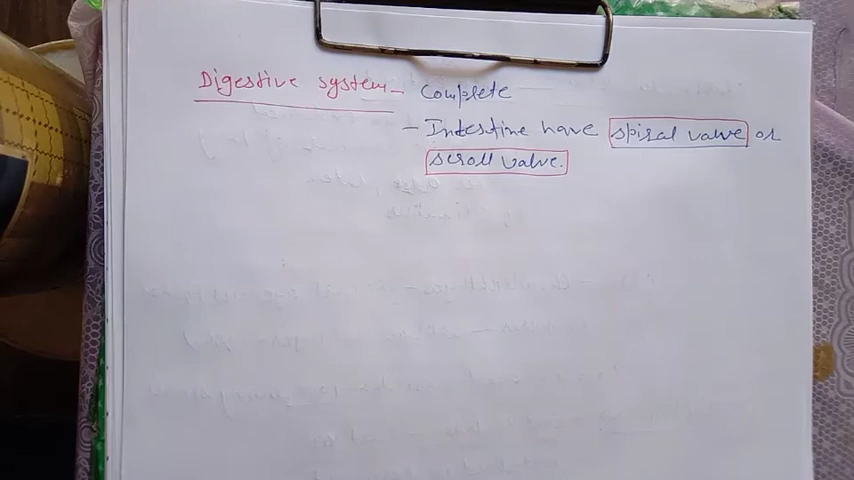 Digestive system - Complete
- Intestine have spiral valve or
scroll valve.